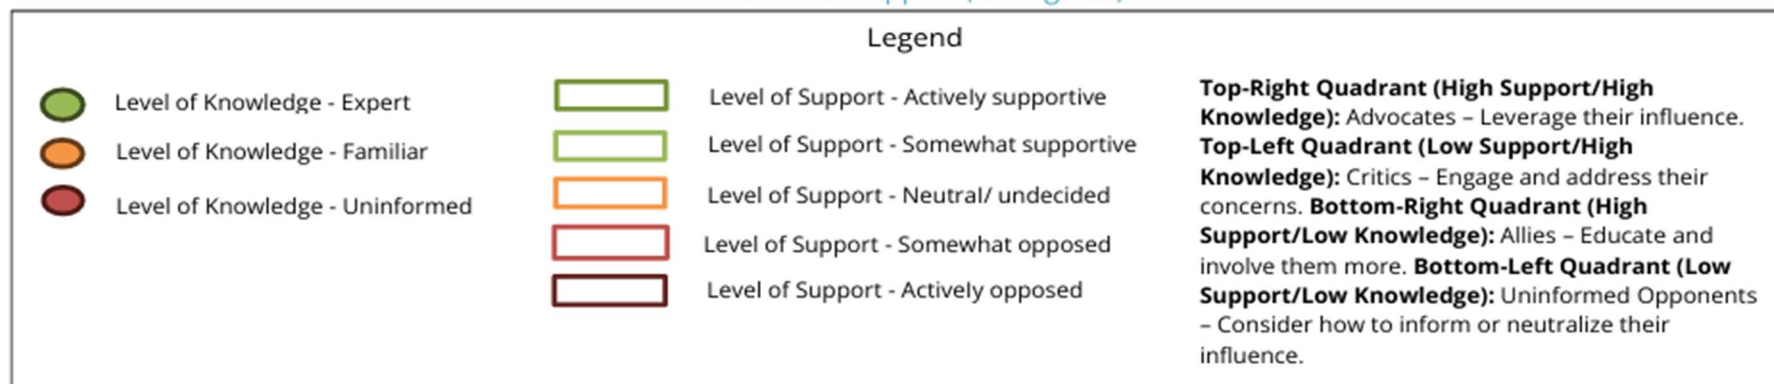 Legend
Level of Knowledge - Expert
Level of Knowledge - Familiar
Level of Knowledge - Uninformed
Level of Support - Actively supportive
Level of Support - Somewhat supportive
Level of Support - Neutral/ undecided
Level of Support - Somewhat opposed
Level of Support - Actively opposed
Top-Right Quadrant (High Support/High
Knowledge): Advocates – Leverage their influence.
Top-Left Quadrant (Low Support/High
Knowledge): Critics – Engage and address their
concerns. Bottom-Right Quadrant (High
Support/Low Knowledge): Allies – Educate and
involve them more. Bottom-Left Quadrant (Low
Support/Low Knowledge): Uninformed Opponents
– Consider how to inform or neutralize their
influence.